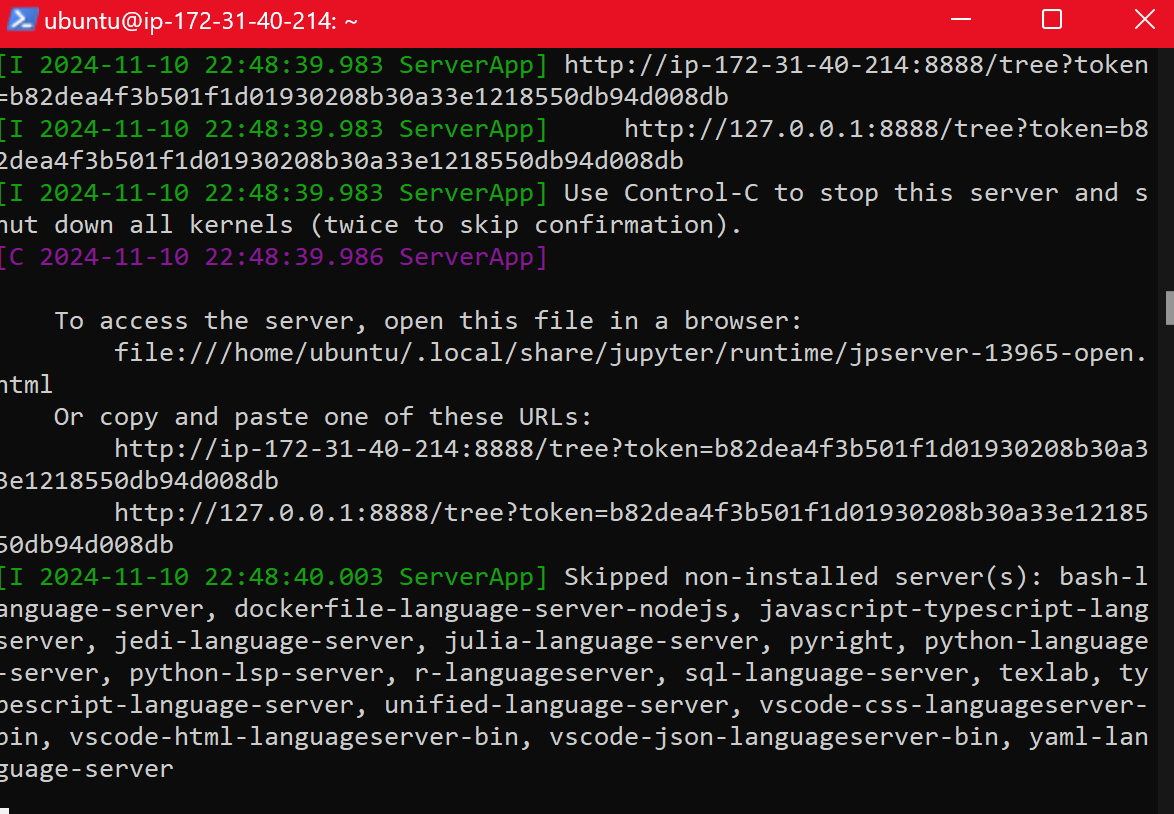 ubuntu@ip-172-31-40-214: ~
[I 2024-11-10 22:48:39.983 ServerApp] http://ip-172-31-40-214:8888/tree?token
=b82dea4f3b501f1d01930208b30a33e1218550db94d008db
[I 2024-11-10 22:48:39.983 ServerApp]     http://127.0.0.1:8888/tree?token=b8
2dea4f3b501f1d01930208b30a33e1218550db94d008db
[I 2024-11-10 22:48:39.983 ServerApp] Use Control-C to stop this server and s
hut down all kernels (twice to skip confirmation).
[C 2024-11-10 22:48:39.986 ServerApp]
To access the server, open this file in a browser:
file:///home/ubuntu/.local/share/jupyter/runtime/jpserver-13965-open.
html
Or copy and paste one of these URLs:
http://ip-172-31-40-214:8888/tree?token=b82dea4f3b501f1d01930208b30a3
3e1218550db94d008db
http://127.0.0.1:8888/tree?token=b82dea4f3b501f1d01930208b30a33e12185
50db94d008db
[I 2024-11-10 22:48:40.003 ServerApp] Skipped non-installed server(s): bash-l
anguage-server, dockerfile-language-server-nodejs, javascript-typescript-lang
server, jedi-language-server, julia-language-server, pyright, python-language
-server, python-lsp-server, r-languageserver, sql-language-server, texlab, ty
pescript-language-server, unified-language-server, vscode-css-languageserver-
bin, vscode-html-languageserver-bin, vscode-json-languageserver-bin, yaml-lan
guage-server